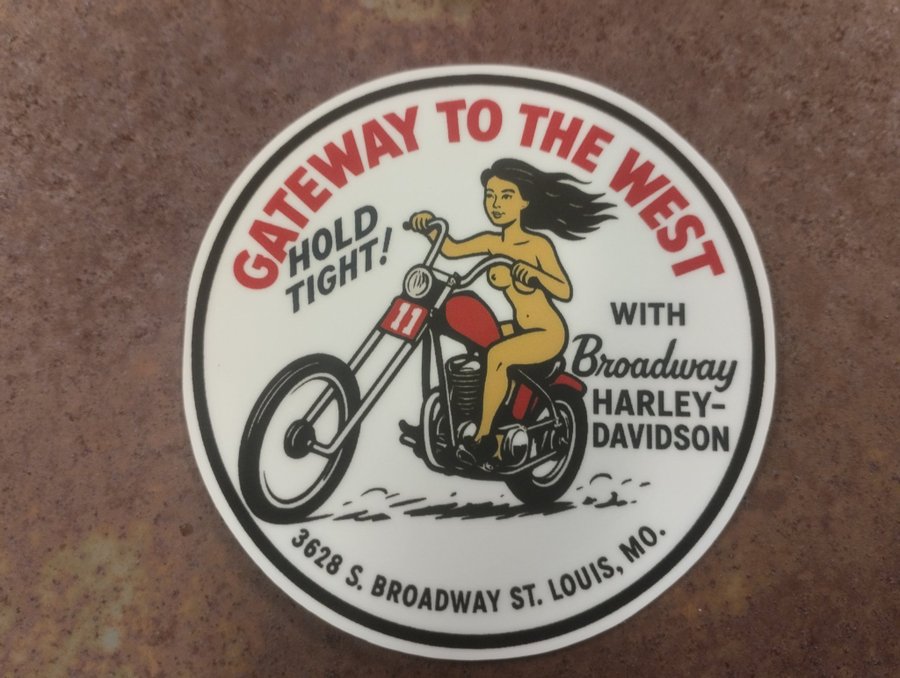 GATEWAY TO THE WEST
HOLD
TIGHT!
11
WITH
Broadway
HARLEY-
DAVIDSON
3628 S. BROADWAY ST. LOUIS, MO.